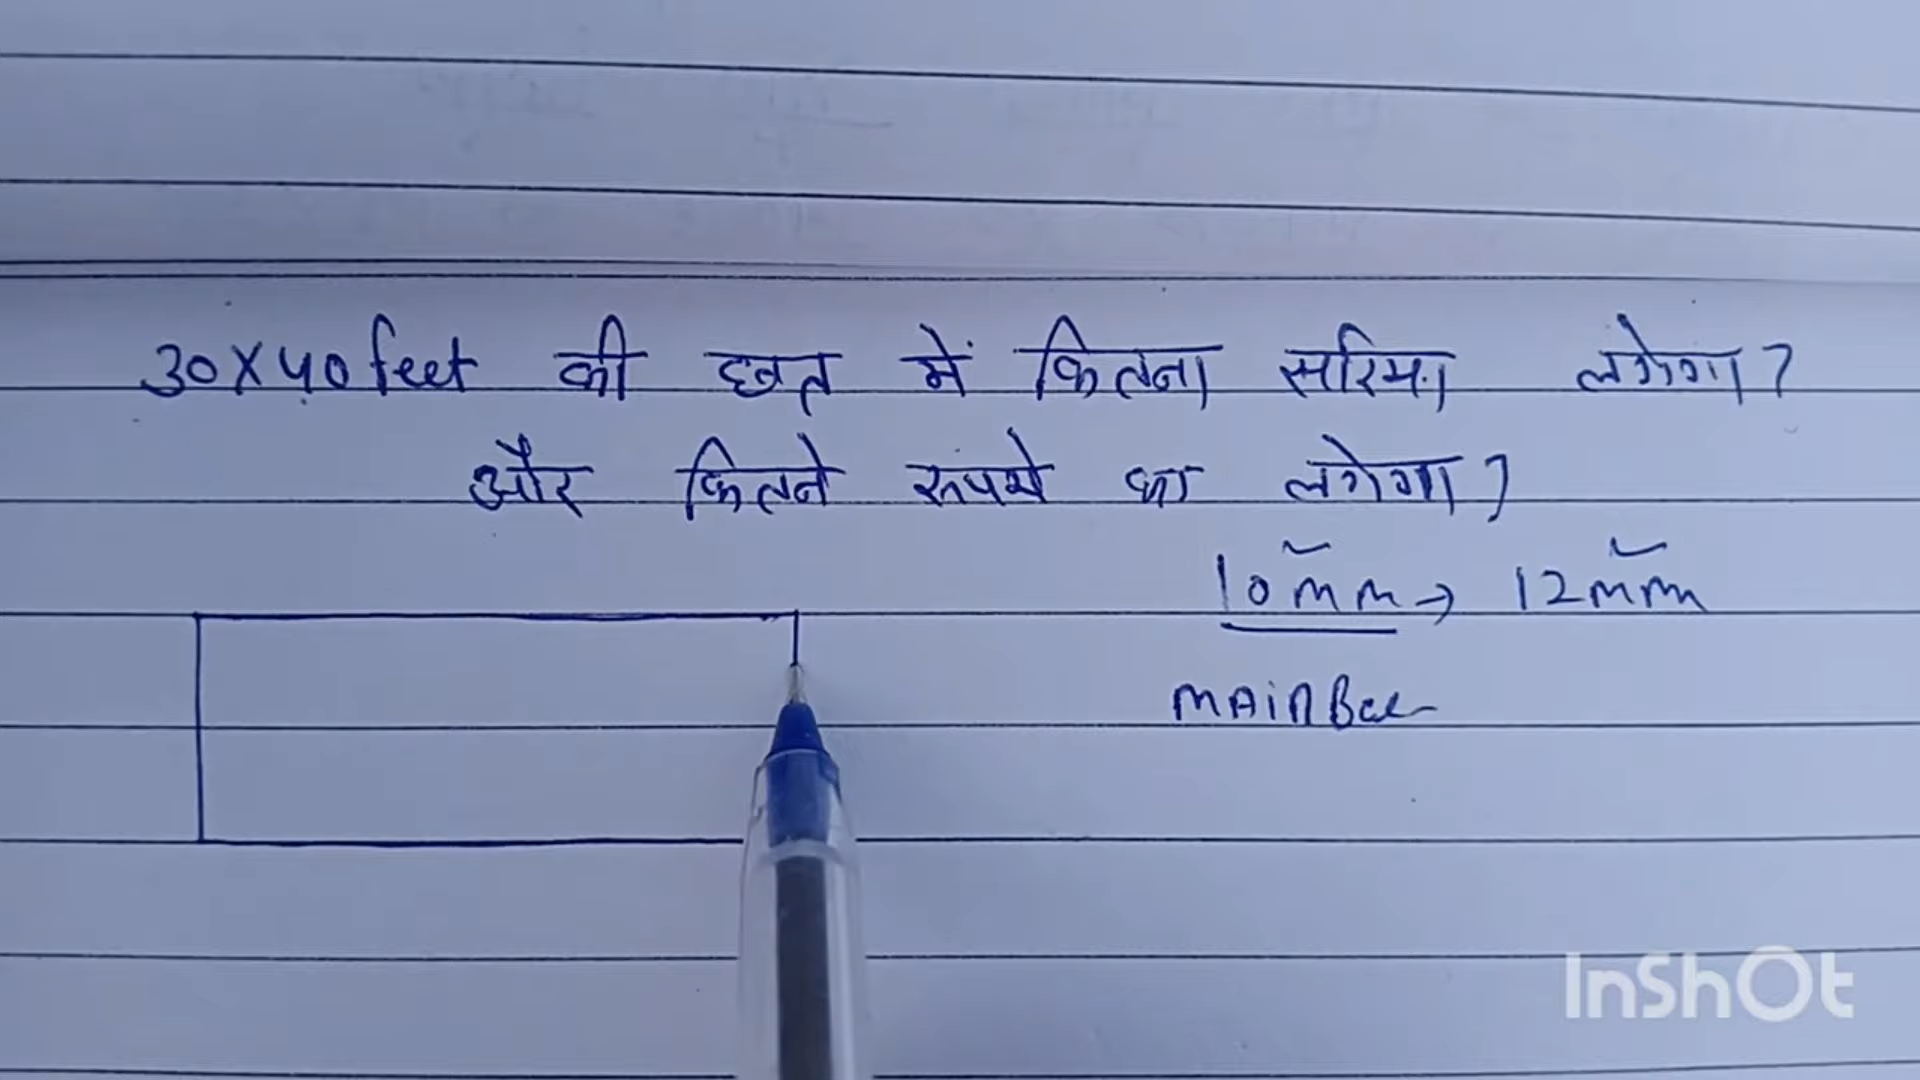 30x40 feet की छत में कितना सरिया लगेगा?
और कितने रूपये का लगेगा?
10mm → 12mm
MAIN Bar
InShOt